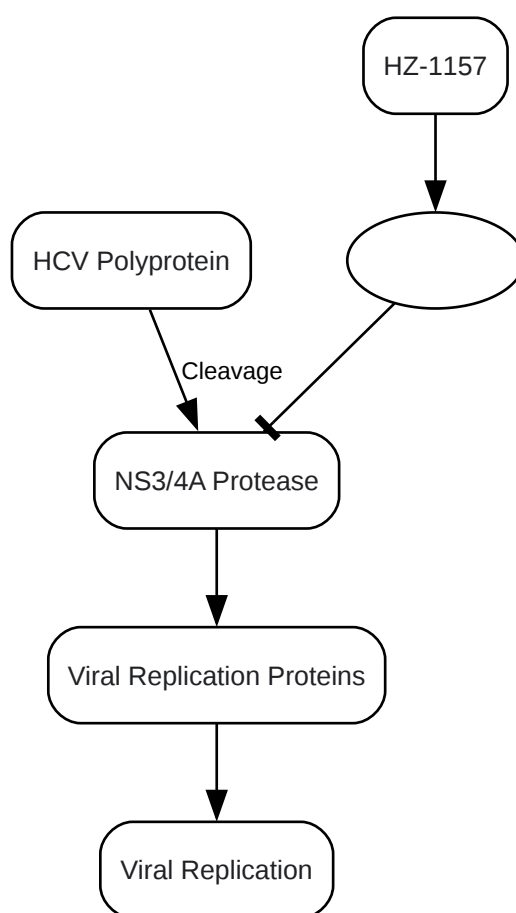 HZ-1157
HCV Polyprotein
Cleavage
NS3/4A Protease
Viral Replication Proteins
Viral Replication